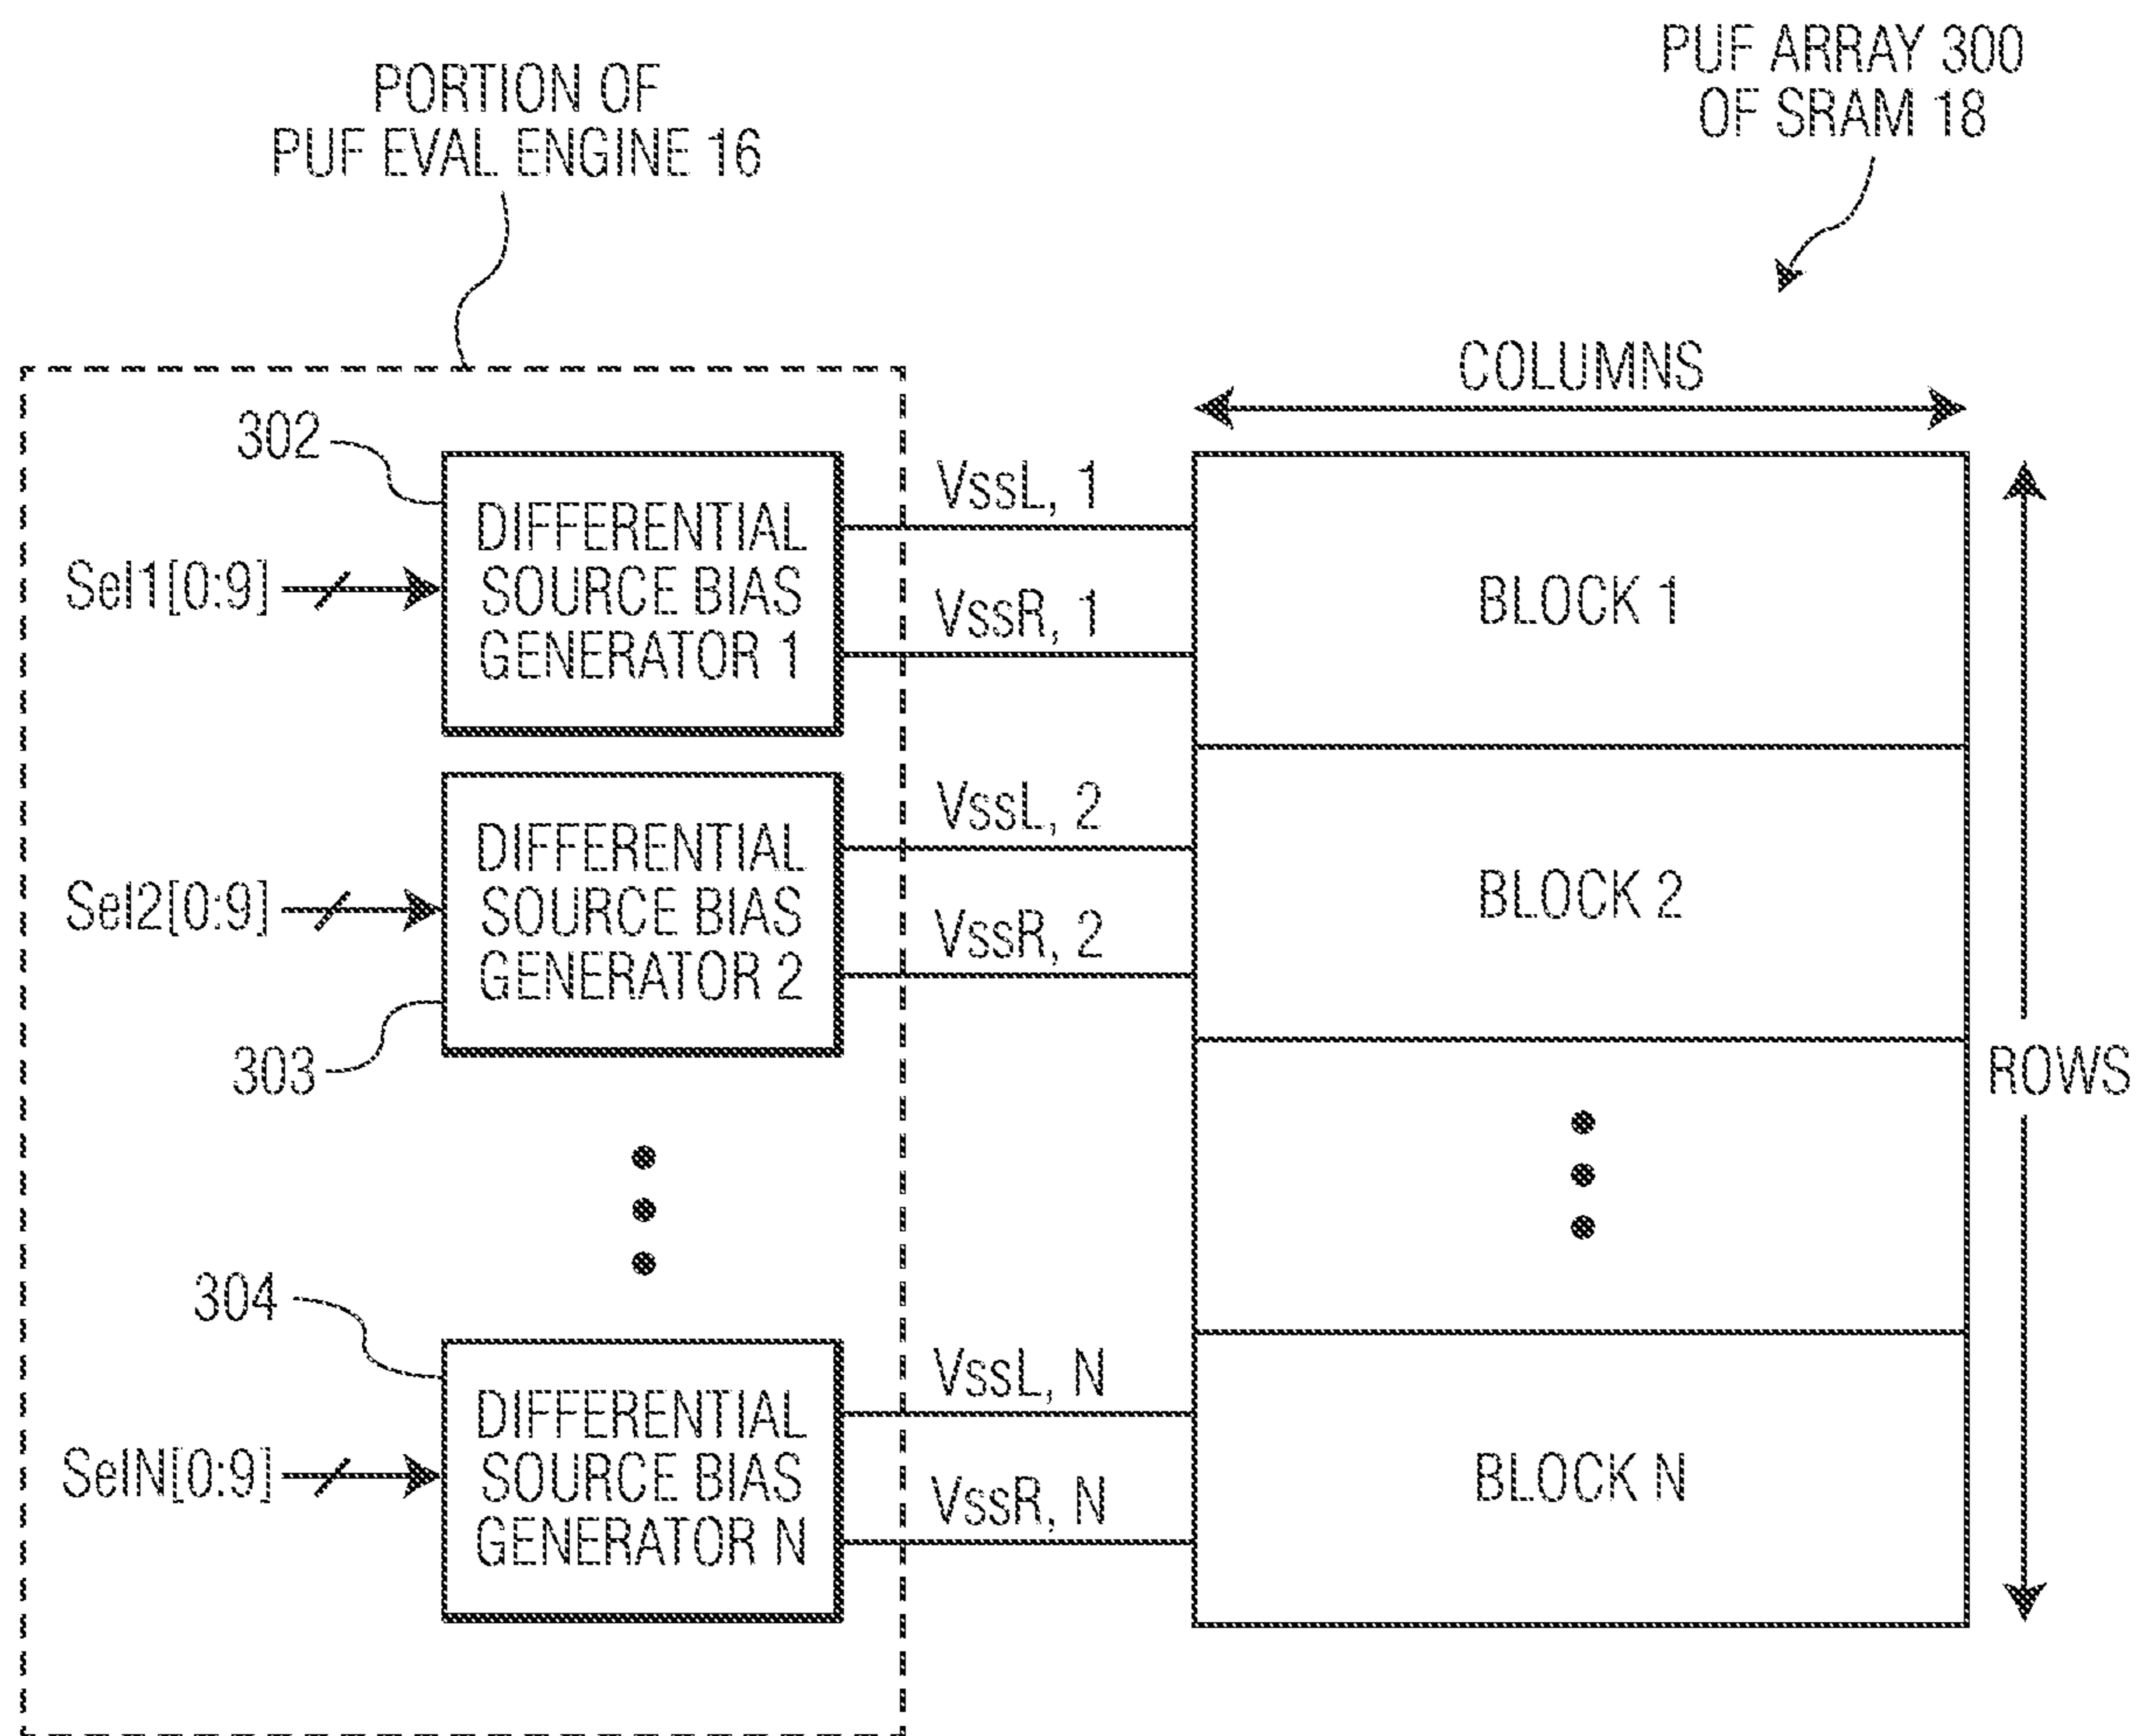 PORTION OF
PUF EVAL ENGINE 16
PUF ARRAY 300
OF SRAM 18
COLUMNS
ROWS
302
Sel1[0:9]
DIFFERENTIAL
SOURCE BIAS
GENERATOR 1
VssL, 1
VssR, 1
BLOCK 1
303
Sel2[0:9]
DIFFERENTIAL
SOURCE BIAS
GENERATOR 2
VssL, 2
VssR, 2
BLOCK 2
304
SelN[0:9]
DIFFERENTIAL
SOURCE BIAS
GENERATOR N
VssL, N
VssR, N
BLOCK N